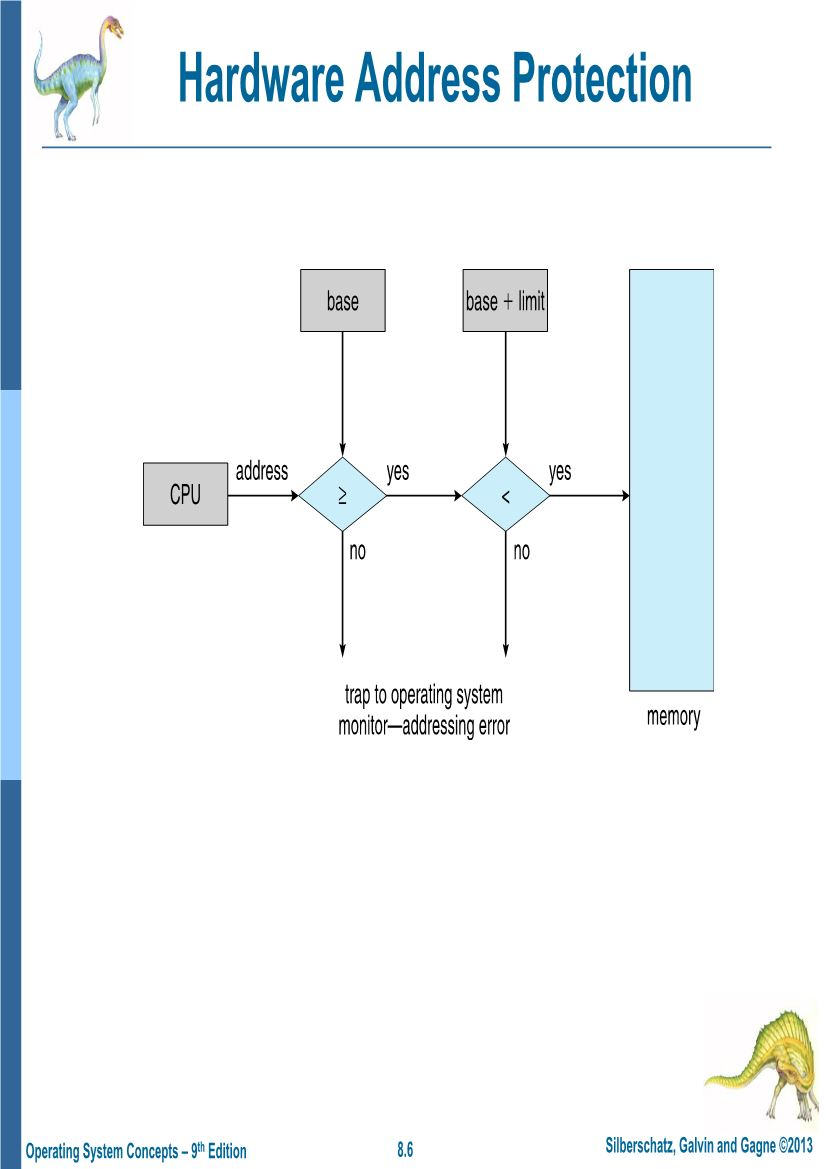 Hardware Address Protection
base
base + limit
CPU
address
≥
yes
<
yes
no
no
trap to operating system
monitor—addressing error
memory
Operating System Concepts – 9th Edition
8.6
Silberschatz, Galvin and Gagne ©2013